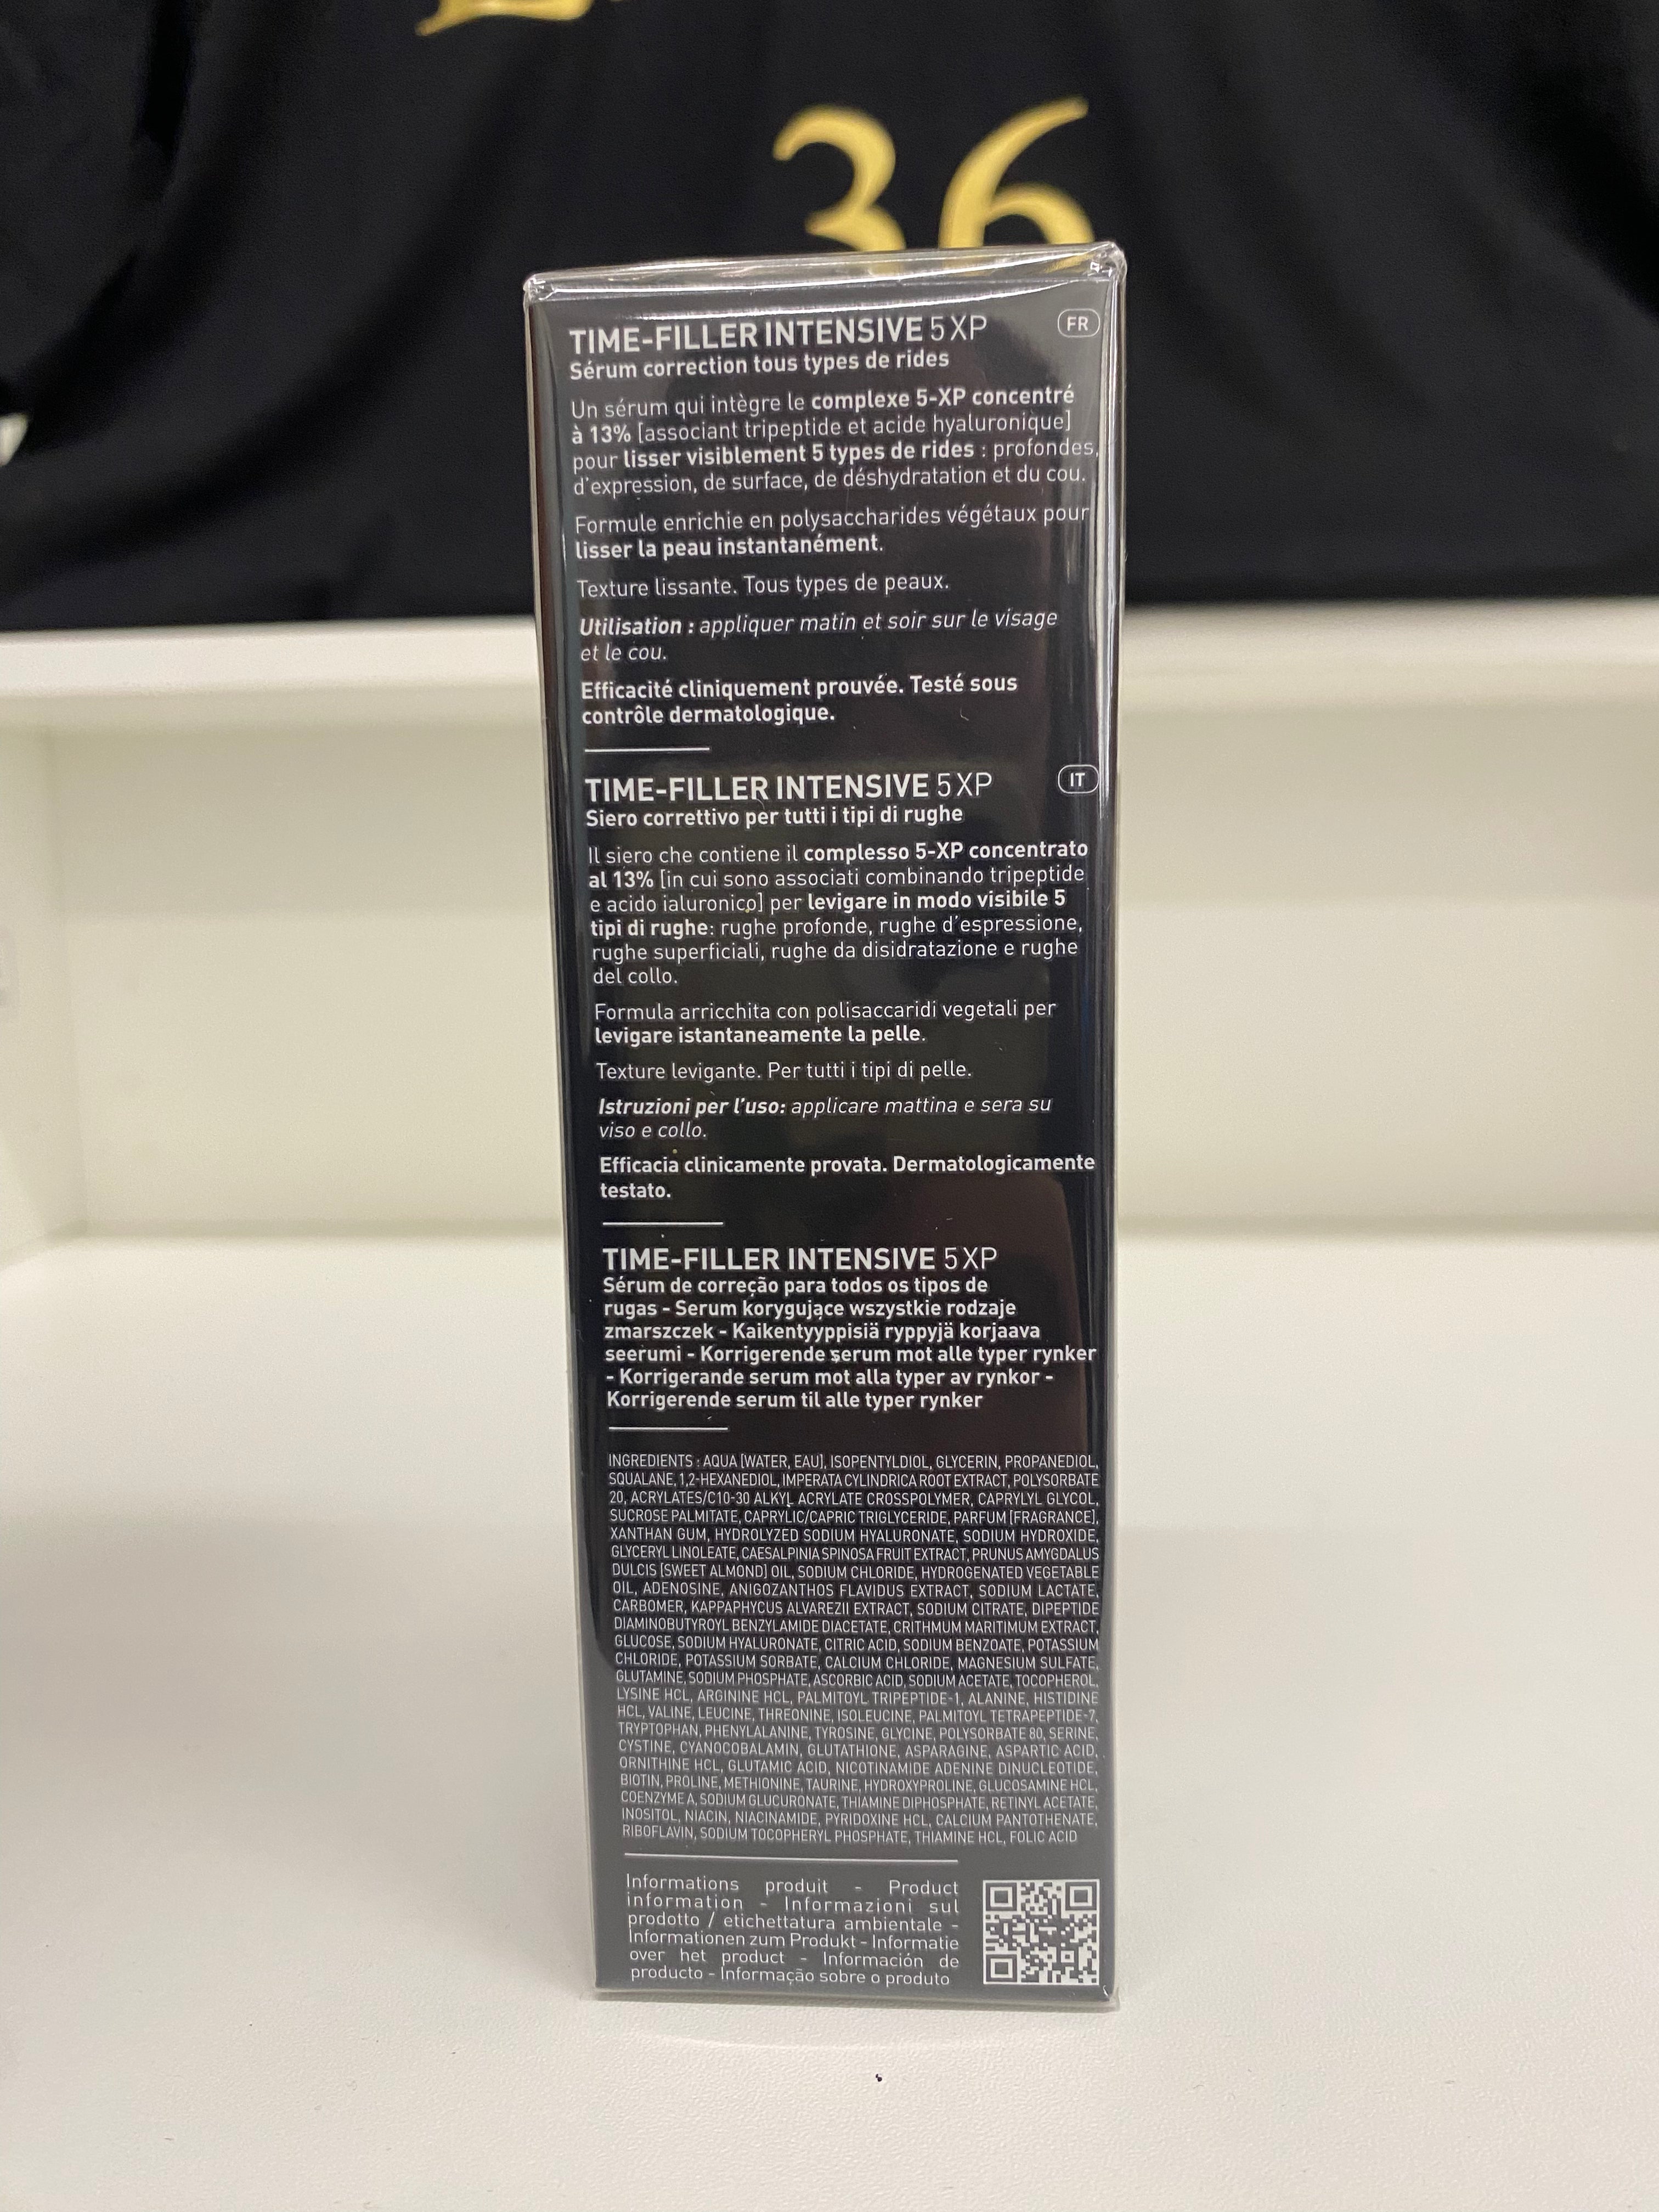 36
TIME-FILLER INTENSIVE 5 XP
FR
Sérum correction tous types de rides
Un sérum qui intègre le complexe 5-XP concentré
à 13% [associant tripeptide et acide hyaluronique]
pour lisser visiblement 5 types de rides : profondes,
d'expression, de surface, de déshydratation et du cou.
Formule enrichie en polysaccharides végétaux pour
lisser la peau instantanément.
Texture lissante. Tous types de peaux.
Utilisation : appliquer matin et soir sur le visage
et le cou.
Efficacité cliniquement prouvée. Testé sous
contrôle dermatologique.
TIME-FILLER INTENSIVE 5 XP
IT
Siero correttivo per tutti i tipi di rughe
Il siero che contiene il complesso 5-XP concentrato
al 13% [in cui sono associati combinando tripeptide
e acido ialuronico] per levigare in modo visibile 5
tipi di rughe: rughe profonde, rughe d'espressione,
rughe superficiali, rughe da disidratazione e rughe
del collo.
Formula arricchita con polisaccaridi vegetali per
levigare istantaneamente la pelle.
Texture levigante. Per tutti i tipi di pelle.
Istruzioni per l'uso: applicare mattina e sera su
viso e collo.
Efficacia clinicamente provata. Dermatologicamente
testato.
TIME-FILLER INTENSIVE 5 XP
Sérum de correção para todos os tipos de
rugas - Serum korygujące wszystkie rodzaje
zmarszczek - Kaikentyyppisiä ryppyjä korjaava
seerumi - Korrigerende serum mot alle typer rynker
- Korrigerande serum mot alla typer av rynkor -
Korrigerende serum til alle typer rynker
INGREDIENTS : AQUA [WATER, EAU], ISOPENTYLDIOL, GLYCERIN, PROPANEDIOL,
SQUALANE, 1,2-HEXANEDIOL, IMPERATA CYLINDRICA ROOT EXTRACT, POLYSORBATE
20, ACRYLATES/C10-30 ALKYL ACRYLATE CROSSPOLYMER, CAPRYLYL GLYCOL,
SUCROSE PALMITATE, CAPRYLIC/CAPRIC TRIGLYCERIDE, PARFUM [FRAGRANCE],
XANTHAN GUM, HYDROLYZED SODIUM HYALURONATE, SODIUM HYDROXIDE,
GLYCERYL LINOLEATE, CAESALPINIA SPINOSA FRUIT EXTRACT, PRUNUS AMYGDALUS
DULCIS [SWEET ALMOND] OIL, SODIUM CHLORIDE, HYDROGENATED VEGETABLE
OIL, ADENOSINE, ANIGOZANTHOS FLAVIDUS EXTRACT, SODIUM LACTATE,
CARBOMER, KAPPAPHYCUS ALVAREZII EXTRACT, SODIUM CITRATE, DIPEPTIDE
DIAMINOBUTYROYL BENZYLAMIDE DIACETATE, CRITHMUM MARITIMUM EXTRACT,
GLUCOSE, SODIUM HYALURONATE, CITRIC ACID, SODIUM BENZOATE, POTASSIUM
CHLORIDE, POTASSIUM SORBATE, CALCIUM CHLORIDE, MAGNESIUM SULFATE,
GLUTAMINE, SODIUM PHOSPHATE, ASCORBIC ACID, SODIUM ACETATE, TOCOPHEROL,
LYSINE HCL, ARGININE HCL, PALMITOYL TRIPEPTIDE-1, ALANINE, HISTIDINE
HCL, VALINE, LEUCINE, THREONINE, ISOLEUCINE, PALMITOYL TETRAPEPTIDE-7,
TRYPTOPHAN, PHENYLALANINE, TYROSINE, GLYCINE, POLYSORBATE 80, SERINE,
CYSTINE, CYANOCOBALAMIN, GLUTATHIONE, ASPARAGINE, ASPARTIC ACID,
ORNITHINE HCL, GLUTAMIC ACID, NICOTINAMIDE ADENINE DINUCLEOTIDE,
BIOTIN, PROLINE, METHIONINE, TAURINE, HYDROXYPROLINE, GLUCOSAMINE HCL,
COENZYME A, SODIUM GLUCURONATE, THIAMINE DIPHOSPHATE, RETINYL ACETATE,
INOSITOL, NIACIN, NIACINAMIDE, PYRIDOXINE HCL, CALCIUM PANTOTHENATE,
RIBOFLAVIN, SODIUM TOCOPHERYL PHOSPHATE, THIAMINE HCL, FOLIC ACID
Informations produit - Product
information - Informazioni sul
prodotto / etichettatura ambientale -
Informationen zum Produkt - Informatie
over het product - Información de
producto - Informação sobre o produto